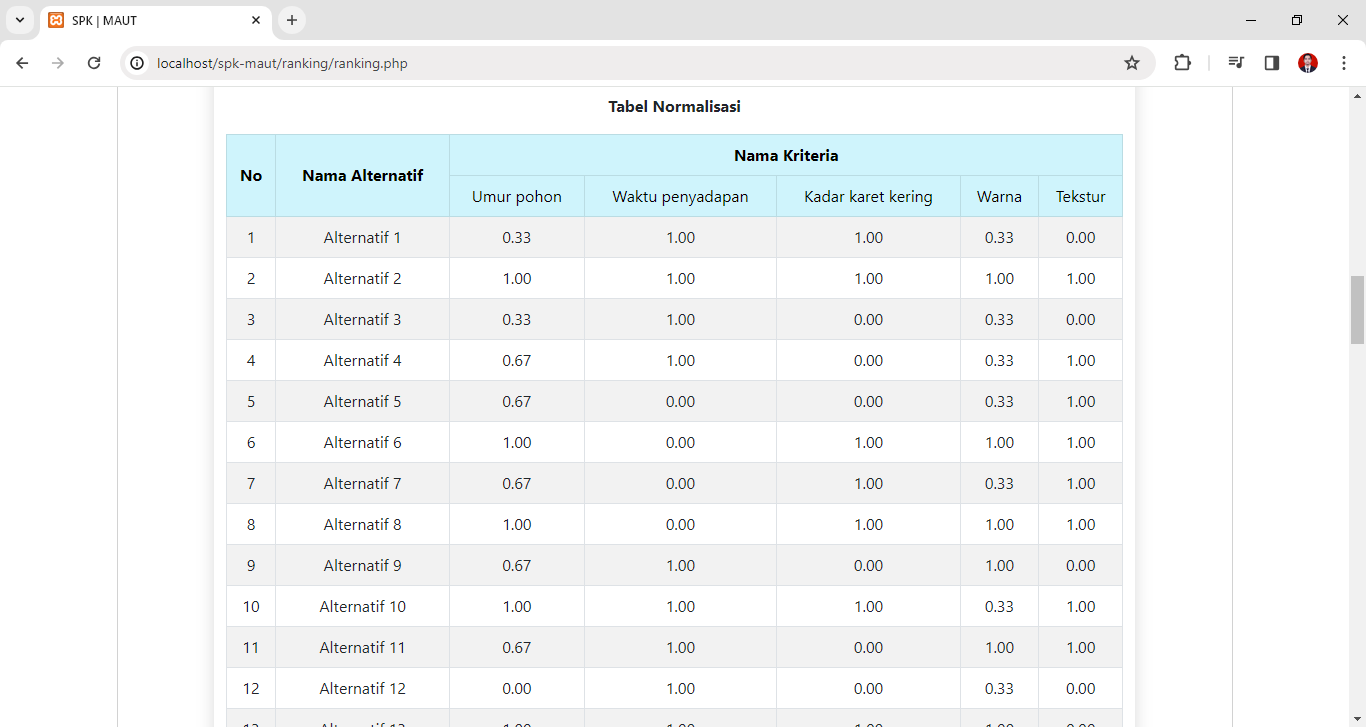 SPK | MAUT
localhost/spk-maut/ranking/ranking.php
Tabel Normalisasi
No Nama Alternatif Nama Kriteria
Umur pohon Waktu penyadapan Kadar karet kering Warna Tekstur
1 Alternatif 1 0.33 1.00 1.00 0.33 0.00
2 Alternatif 2 1.00 1.00 1.00 1.00 1.00
3 Alternatif 3 0.33 1.00 0.00 0.33 0.00
4 Alternatif 4 0.67 1.00 0.00 0.33 1.00
5 Alternatif 5 0.67 0.00 0.00 0.33 1.00
6 Alternatif 6 1.00 0.00 1.00 1.00 1.00
7 Alternatif 7 0.67 0.00 1.00 0.33 1.00
8 Alternatif 8 1.00 0.00 1.00 1.00 1.00
9 Alternatif 9 0.67 1.00 0.00 1.00 0.00
10 Alternatif 10 1.00 1.00 1.00 0.33 1.00
11 Alternatif 11 0.67 1.00 0.00 1.00 1.00
12 Alternatif 12 0.00 1.00 0.00 0.33 0.00